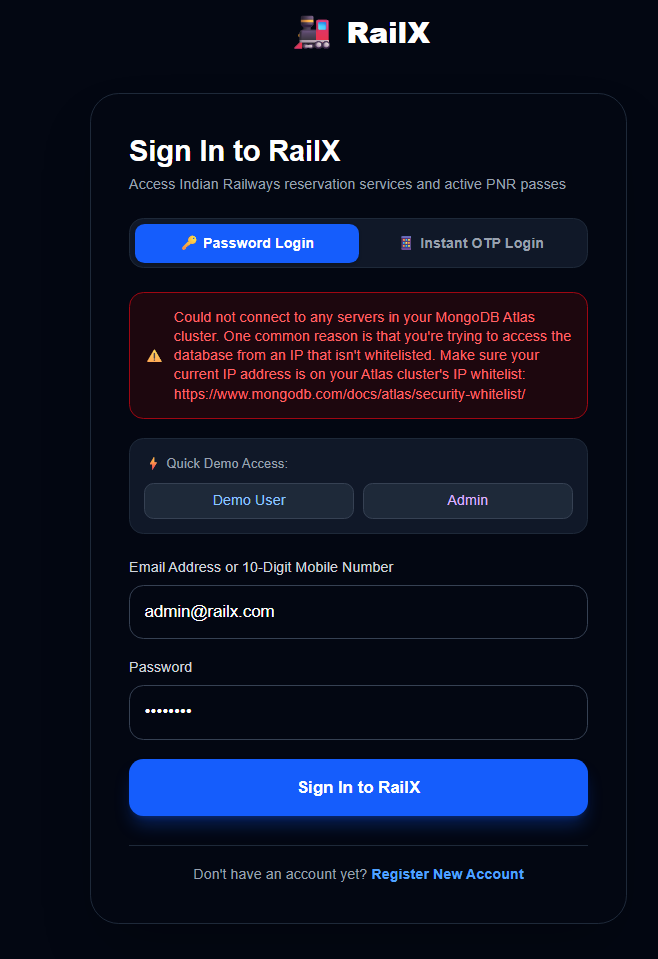 RailX
Sign In to RailX
Access Indian Railways reservation services and active PNR passes
Password Login
Instant OTP Login
Could not connect to any servers in your MongoDB Atlas
cluster. One common reason is that you're trying to access the
database from an IP that isn't whitelisted. Make sure your
current IP address is on your Atlas cluster's IP whitelist:
https://www.mongodb.com/docs/atlas/security-whitelist/
Quick Demo Access:
Demo User
Admin
Email Address or 10-Digit Mobile Number
admin@railx.com
Password
••••••••
Sign In to RailX
Don't have an account yet? Register New Account